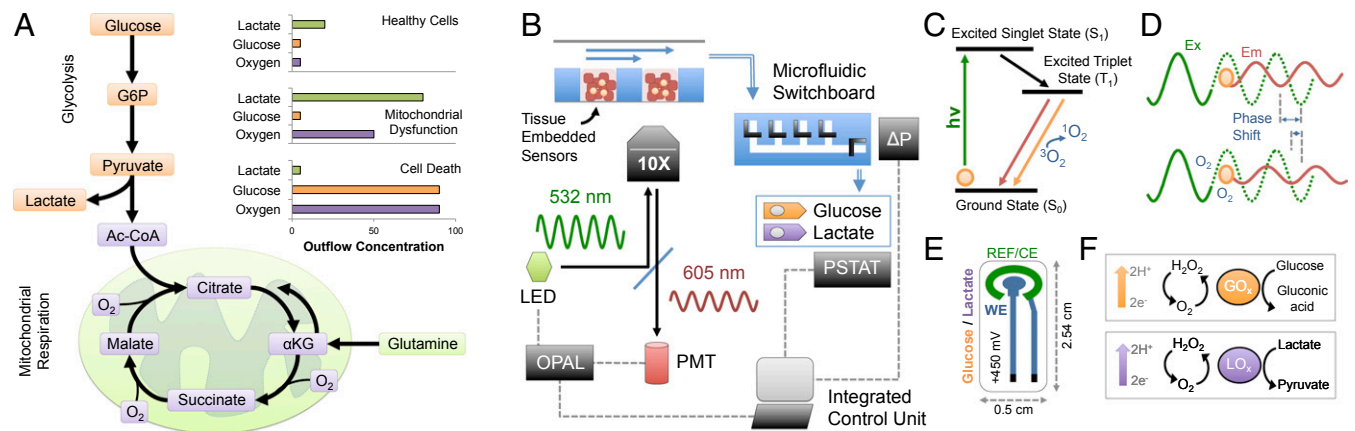 A
Glucose
Glycolysis
G6P
Pyruvate
Lactate
Ac-CoA
Mitochondrial
Respiration
O2
Citrate
Malate
αKG
Glutamine
O2
O2
Succinate
Healthy Cells
Lactate
Glucose
Oxygen
Lactate
Mitochondrial
Glucose
Dysfunction
Oxygen
Cell Death
Lactate
Glucose
Oxygen
0
50
100
Outflow Concentration
B
Tissue
Embedded
Sensors
10X
Microfluidic
Switchboard
ΔP
532 nm
Glucose
Lactate
LED
605 nm
PSTAT
OPAL
PMT
Integrated
Control Unit
C
Excited Singlet State (S1)
Excited Triplet
State (T1)
hv
1O2
3O2
Ground State (S0)
D
Ex
Em
Phase
Shift
O2
O2
E
REF/CE
WE
Glucose / Lactate
+450 mV
2.54 cm
0.5 cm
F
2H+
2e-
H2O2
O2
GOx
Glucose
Gluconic
acid
2H+
2e-
H2O2
O2
LOx
Lactate
Pyruvate